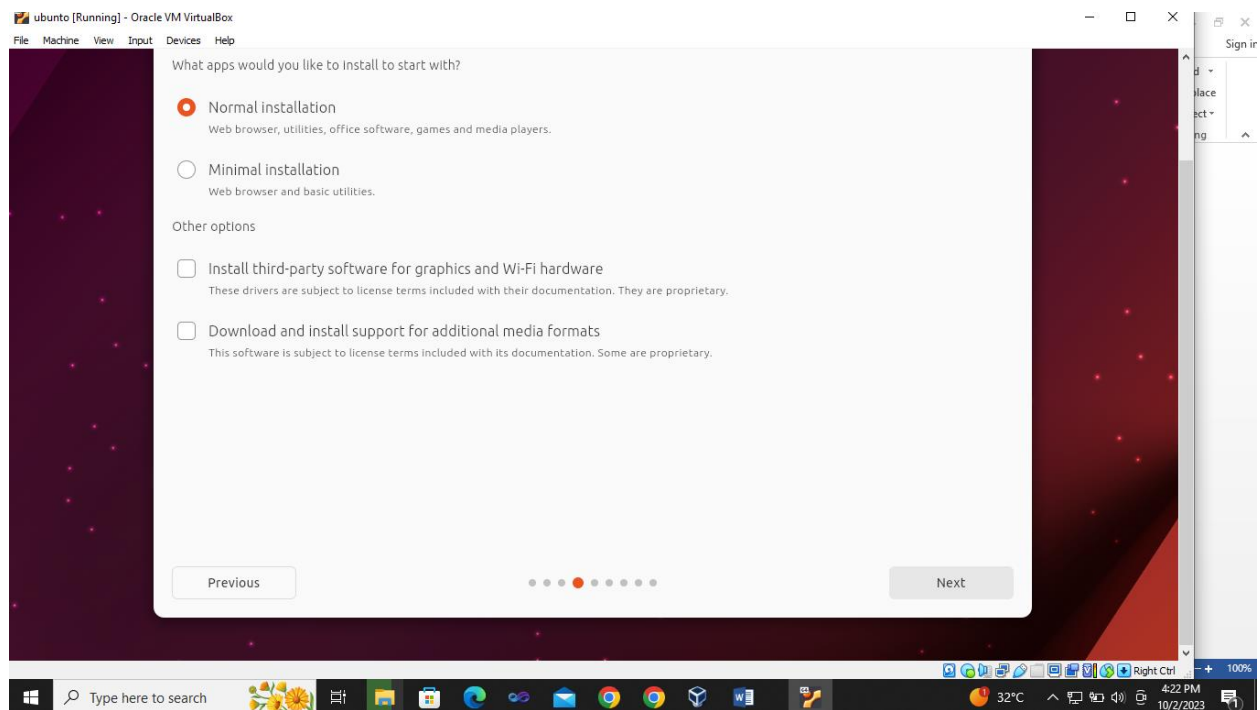 ubunto [Running] - Oracle VM VirtualBox
File Machine View Input Devices Help
Sign in
What apps would you like to install to start with?
Normal installation
Web browser, utilities, office software, games and media players.
Minimal installation
Web browser and basic utilities.
Other options
Install third-party software for graphics and Wi-Fi hardware
These drivers are subject to license terms included with their documentation. They are proprietary.
Download and install support for additional media formats
This software is subject to license terms included with its documentation. Some are proprietary.
Previous
Next
Right Ctrl
100%
Type here to search
32°C
4:22 PM
10/2/2023